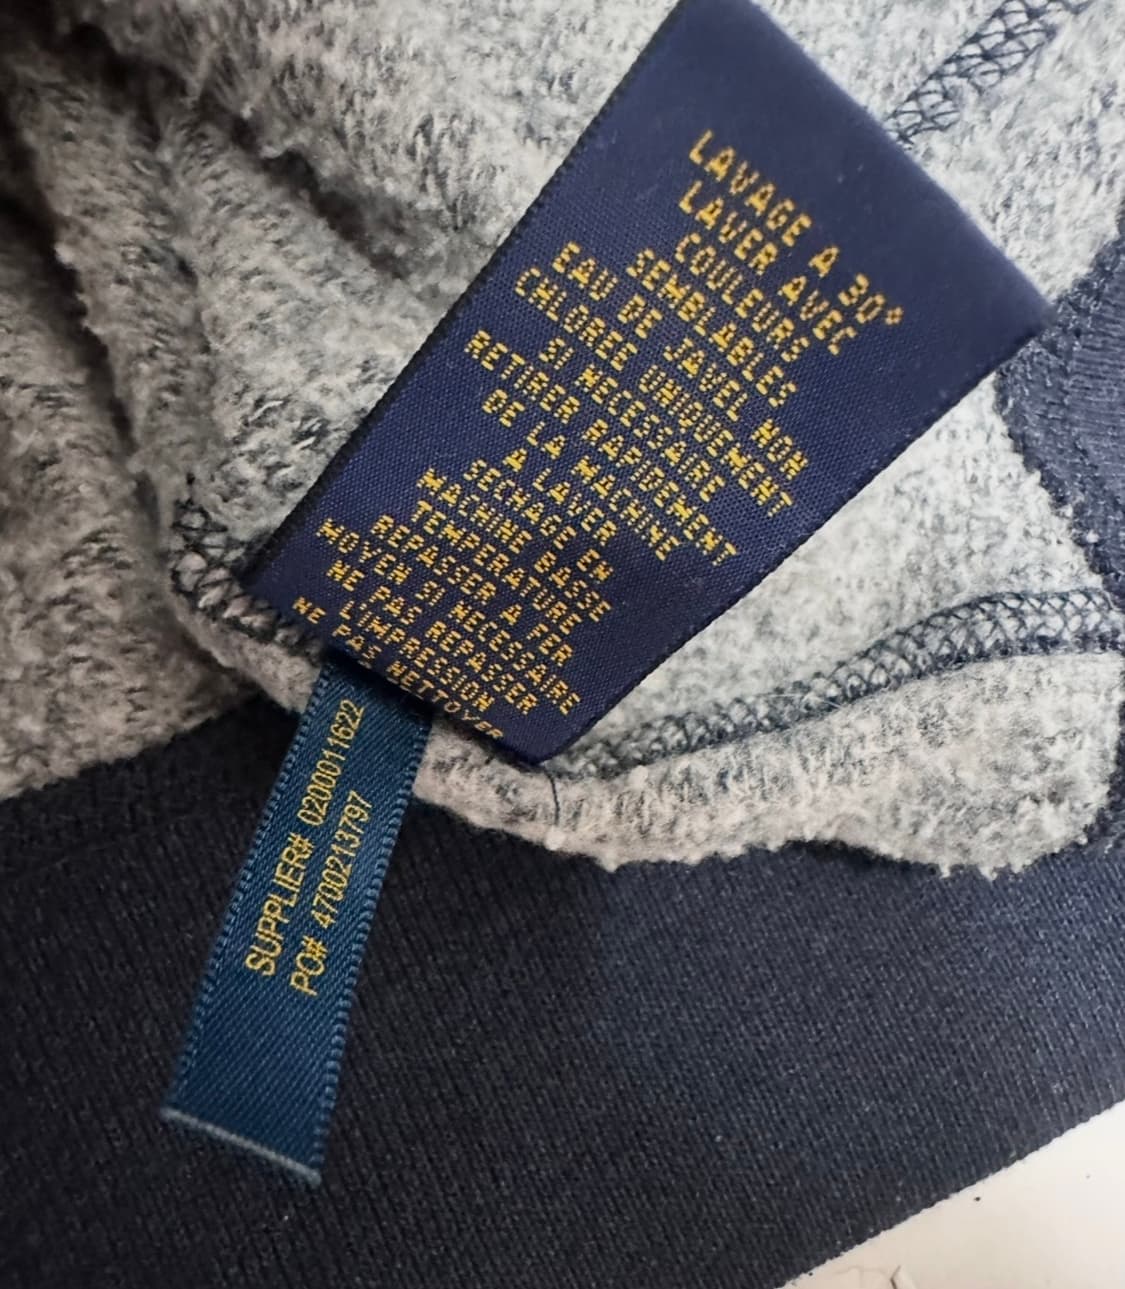 LAVAGE A 30°
LAVER AVEC
COULEURS
SEMBLABLES
EAU DE JAVEL NON
CHLOREE UNIQUEMENT
SI NECESSAIRE
RETIRER RAPIDEMENT
DE LA MACHINE
A LAVER
SECHAGE EN
MACHINE BASSE
TEMPERATURE
REPASSER A FER
MOYEN SI NECESSAIRE
NE PAS REPASSER
L'IMPRESSION
NE PAS NETTOYER
SUPPLIER# 0200011622
PO# 4700213797